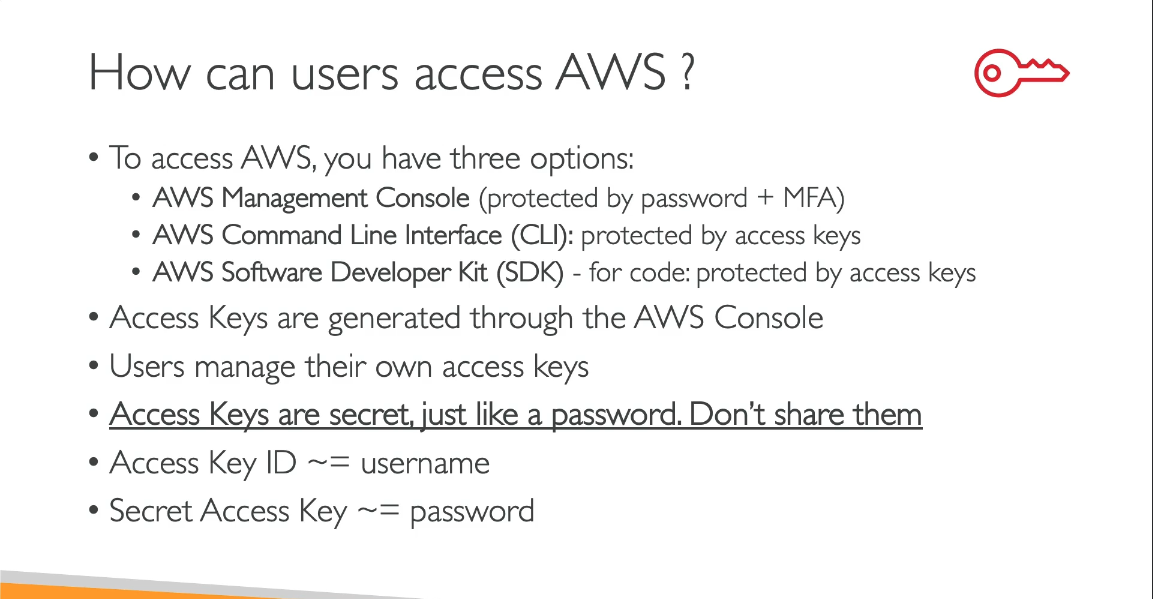 How can users access AWS ?
• To access AWS, you have three options:
• AWS Management Console (protected by password + MFA)
• AWS Command Line Interface (CLI): protected by access keys
• AWS Software Developer Kit (SDK) - for code: protected by access keys
• Access Keys are generated through the AWS Console
• Users manage their own access keys
• Access Keys are secret, just like a password. Don’t share them
• Access Key ID ~= username
• Secret Access Key ~= password